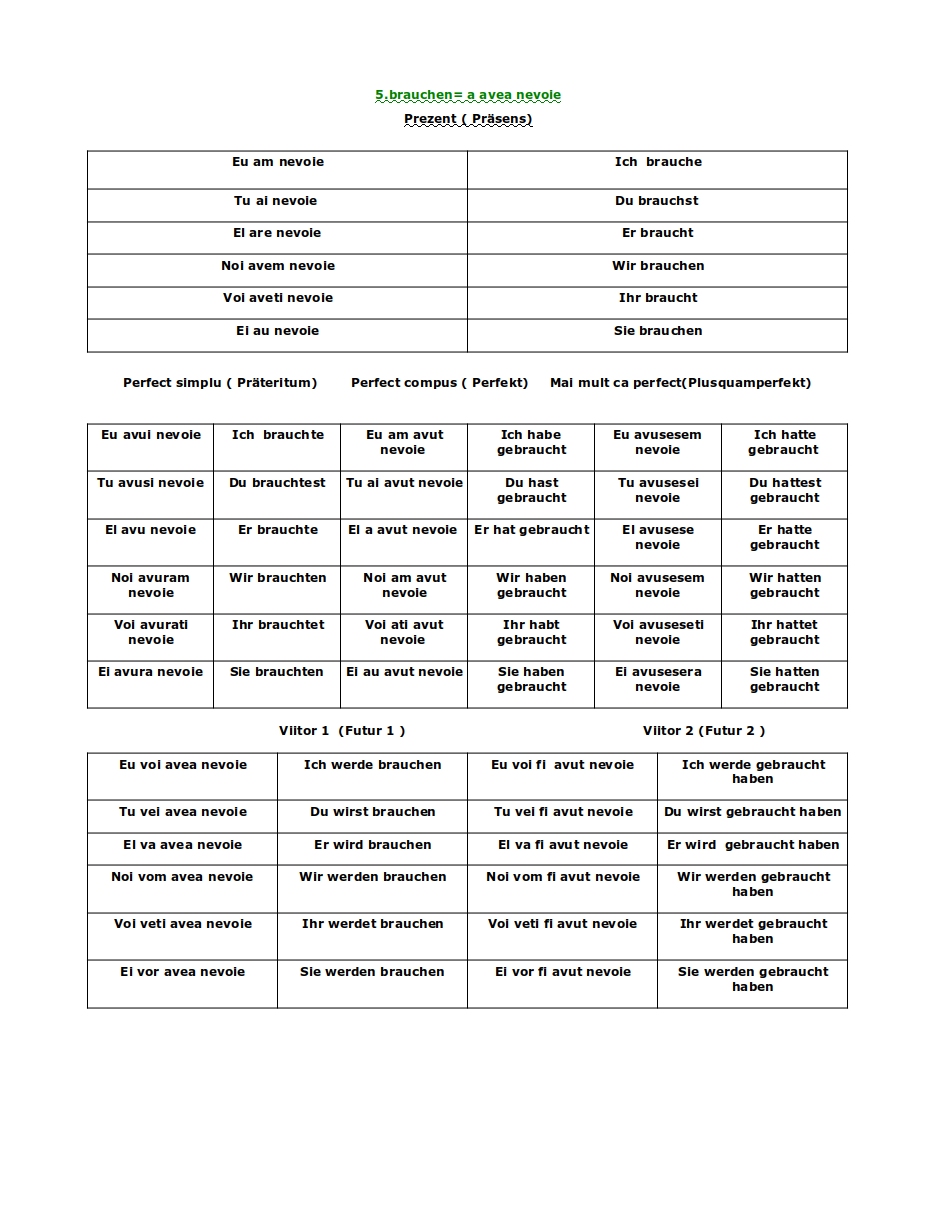 5.brauchen= a avea nevoie
Prezent ( Präsens)
Eu am nevoie Ich  brauche
Tu ai nevoie Du brauchst
El are nevoie Er braucht
Noi avem nevoie Wir brauchen
Voi aveti nevoie Ihr braucht
Ei au nevoie Sie brauchen
Perfect simplu ( Präteritum) Perfect compus ( Perfekt) Mai mult ca perfect(Plusquamperfekt)
Eu avui nevoie Ich  brauchte Eu am avut Ich habe Eu avusesem Ich hatte
nevoie gebraucht nevoie gebraucht
Tu avusi nevoie Du brauchtest Tu ai avut nevoie Du hast Tu avusesei Du hattest
gebraucht nevoie gebraucht
El avu nevoie Er brauchte El a avut nevoie Er hat gebraucht El avusese Er hatte
nevoie gebraucht
Noi avuram Wir brauchten Noi am avut Wir haben Noi avusesem Wir hatten
nevoie nevoie gebraucht nevoie gebraucht
Voi avurati Ihr brauchtet Voi ati avut Ihr habt Voi avuseseti Ihr hattet
nevoie nevoie gebraucht nevoie gebraucht
Ei avura nevoie Sie brauchten Ei au avut nevoie Sie haben Ei avusesera Sie hatten
gebraucht nevoie gebraucht
Viitor 1  (Futur 1 ) Viitor 2 (Futur 2 )
Eu voi avea nevoie Ich werde brauchen Eu voi fi  avut nevoie Ich werde gebraucht
haben
Tu vei avea nevoie Du wirst brauchen Tu vei fi avut nevoie Du wirst gebraucht haben
El va avea nevoie Er wird brauchen El va fi avut nevoie Er wird  gebraucht haben
Noi vom avea nevoie Wir werden brauchen Noi vom fi avut nevoie Wir werden gebraucht
haben
Voi veti avea nevoie Ihr werdet brauchen Voi veti fi avut nevoie Ihr werdet gebraucht
haben
Ei vor avea nevoie Sie werden brauchen Ei vor fi avut nevoie Sie werden gebraucht
haben